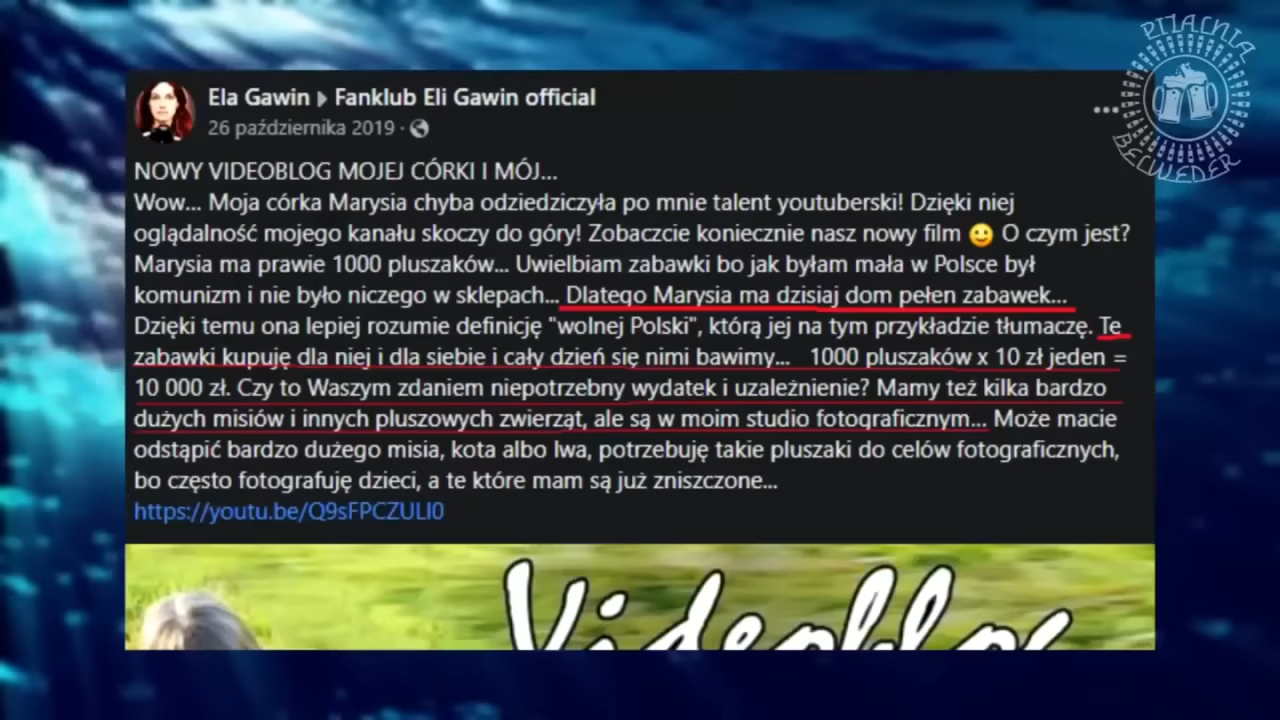 PIJALNIA
BELWEDER
Ela Gawin Fanklub Eli Gawin official
26 października 2019 ·
NOWY VIDEOBLOG MOJEJ CÓRKI I MÓJ...
Wow... Moja córka Marysia chyba odziedziczyła po mnie talent youtuberski! Dzięki niej
oglądalność mojego kanału skoczy do góry! Zobaczcie koniecznie nasz nowy film 🙂 O czym jest?
Marysia ma prawie 1000 pluszaków... Uwielbiam zabawki bo jak byłam mała w Polsce był
komunizm i nie było niczego w sklepach... Dlatego Marysia ma dzisiaj dom pełen zabawek...
Dzięki temu ona lepiej rozumie definicję "wolnej Polski", którą jej na tym przykładzie tłumaczę. Te
zabawki kupuję dla niej i dla siebie i cały dzień się nimi bawimy... 1000 pluszaków x 10 zł jeden =
10 000 zł. Czy to Waszym zdaniem niepotrzebny wydatek i uzależnienie? Mamy też kilka bardzo
dużych misiów i innych pluszowych zwierząt, ale są w moim studio fotograficznym... Może macie
odstąpić bardzo dużego misia, kota albo lwa, potrzebuję takie pluszaki do celów fotograficznych,
bo często fotografuję dzieci, a te które mam są już zniszczone...
https://youtu.be/Q9sFPCZULI0
Videoblog